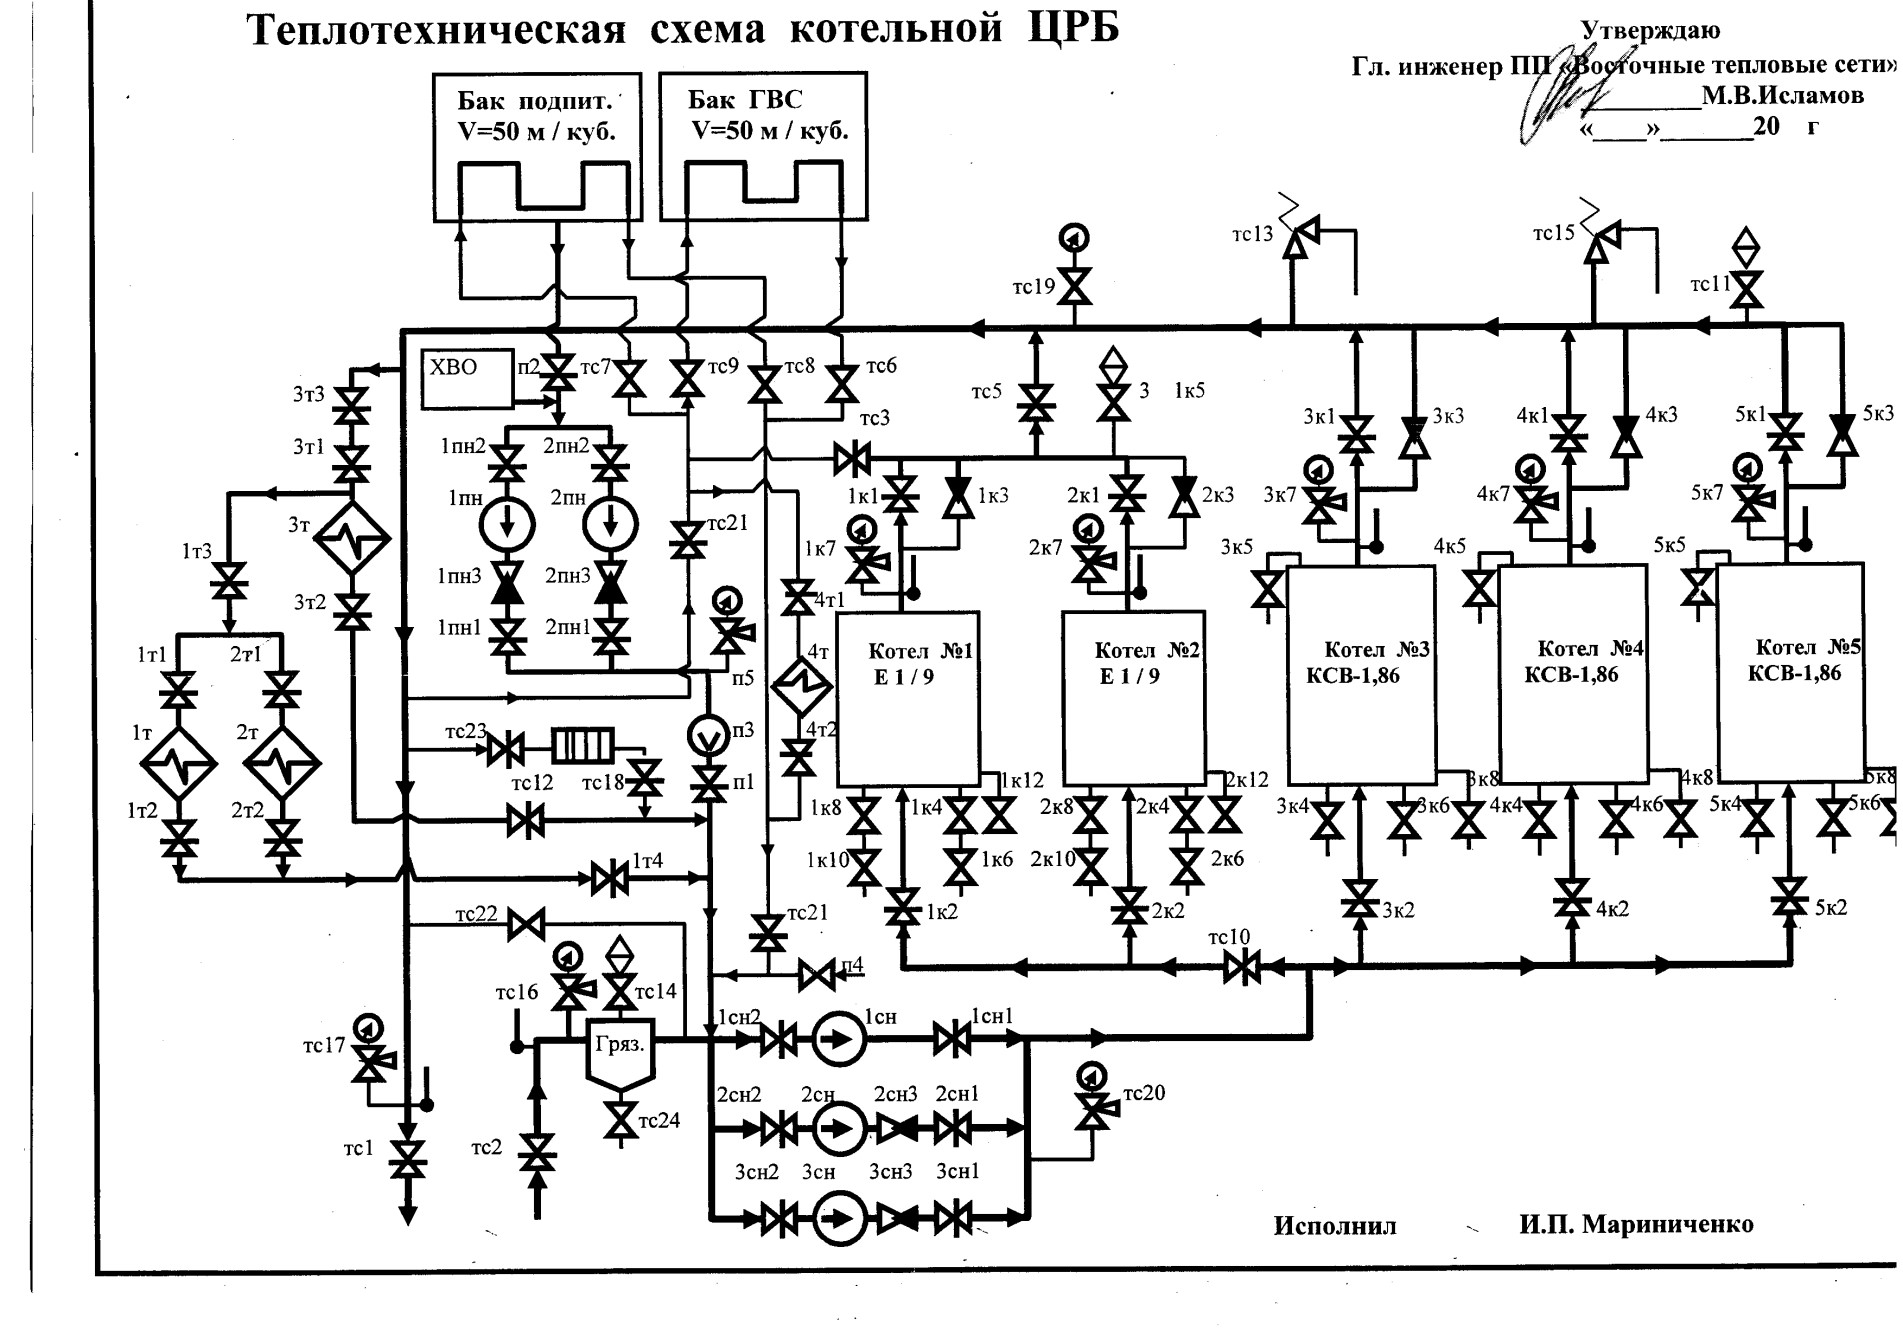 Теплотехническая схема котельной ЦРБ
Утверждаю
Гл. инженер ПП «Восточные тепловые сети»
М.В.Исламов
«____»_______20 г
Бак подпит.
V=50 м / куб.
Бак ГВС
V=50 м / куб.
тс13
тс15
тс19
тс11
ХВО
п2
тс7
тс9
тс8
тс6
тс5
3
1к5
3т3
тс3
3к1
3к3
4к1
4к3
5к1
5к3
3т1
1пн2
2пн2
1пн
2пн
1к1
1к3
2к1
2к3
3к7
4к7
5к7
3т
тс21
1т3
1к7
2к7
3к5
4к5
5к5
1пн3
2пн3
3т2
4т1
1пн1
2пн1
1т1
2т1
4т
Котел №1
Е 1 / 9
Котел №2
Е 1 / 9
Котел №3
КСВ-1,86
Котел №4
КСВ-1,86
Котел №5
КСВ-1,86
п5
1т
2т
тс23
п3
4т2
тс12
тс18
п1
1к12
2к12
3к8
4к8
5к8
1т2
2т2
1к8
1к4
2к8
2к4
3к4
3к6
4к4
4к6
5к4
5к6
1т4
1к10
1к6
2к10
2к6
тс22
тс21
1к2
2к2
3к2
4к2
5к2
тс10
п4
тс16
тс14
1сн2
1сн
1сн1
тс17
Гряз.
2сн2
2сн
2сн3
2сн1
тс20
тс24
тс1
тс2
3сн2
3сн
3сн3
3сн1
Исполнил И.П. Мариниченко